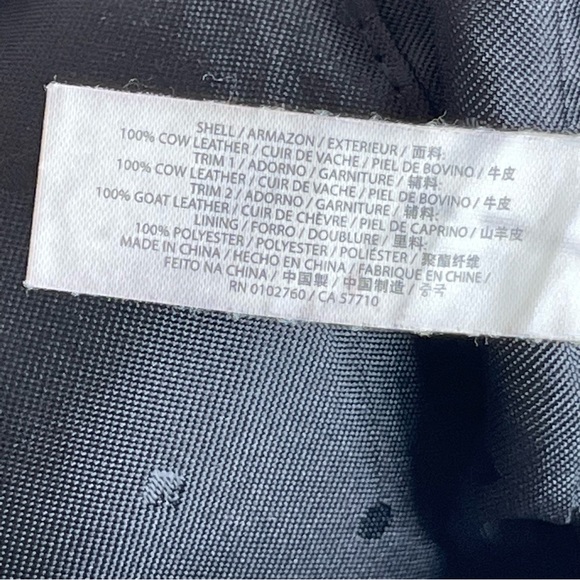 SHELL / ARMAZON / EXTERIEUR / 面料:
100% COW LEATHER / CUIR DE VACHE / PIEL DE BOVINO / 牛皮
TRIM 1 / ADORNO / GARNITURE / 辅料:
100% COW LEATHER / CUIR DE VACHE / PIEL DE BOVINO / 牛皮
TRIM 2 / ADORNO / GARNITURE / 辅料:
100% GOAT LEATHER / CUIR DE CHÈVRE / PIEL DE CAPRINO / 山羊皮
LINING / FORRO / DOUBLURE / 里料:
100% POLYESTER / POLYESTER / POLIÉSTER / 聚酯纤维
MADE IN CHINA / HECHO EN CHINA / FABRIQUE EN CHINE /
FEITO NA CHINA / 中國製 / 中国制造 / 중국
RN 0102760 / CA 57710